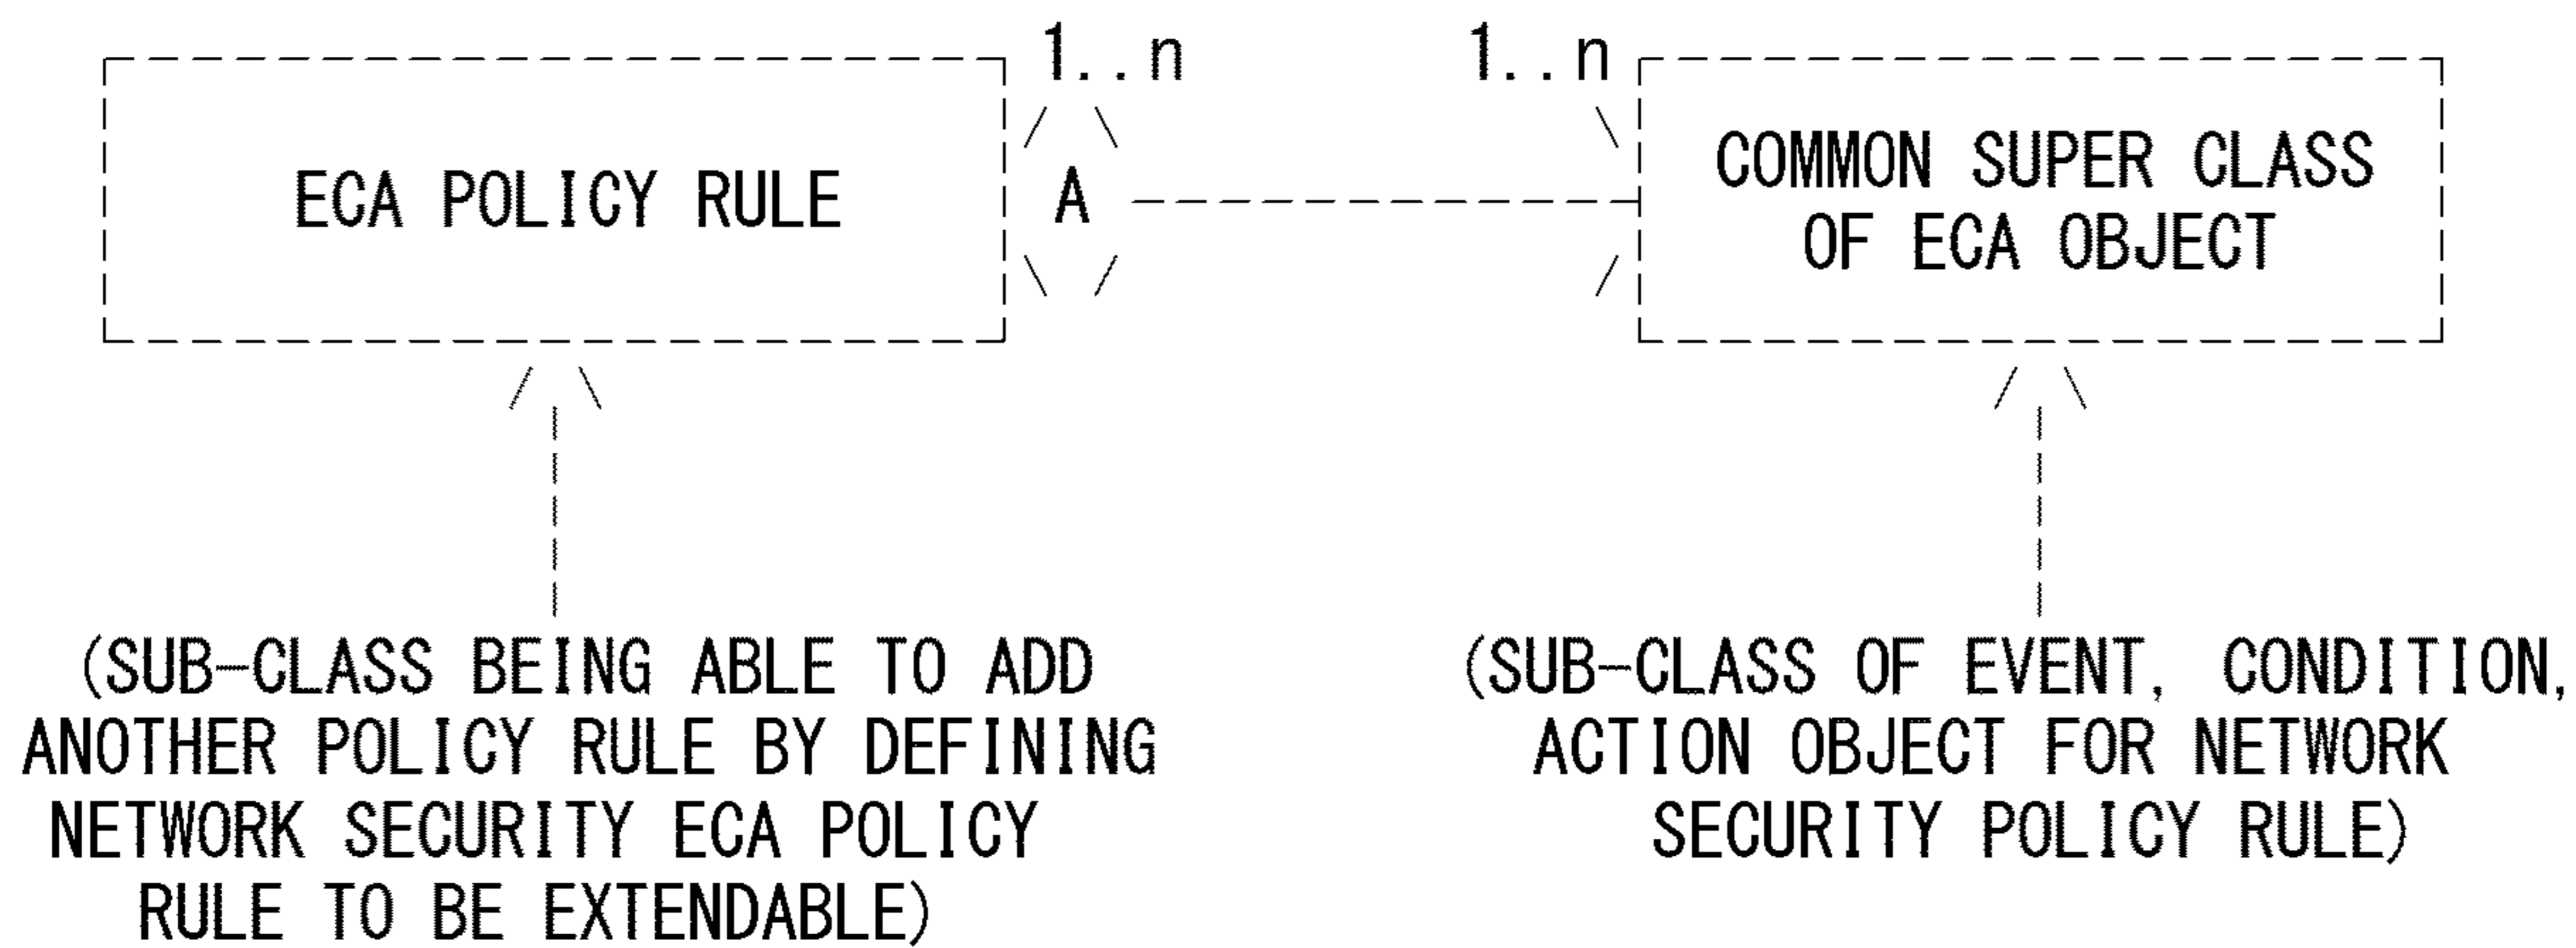 1..n 1..n
ECA POLICY RULE
A
COMMON SUPER CLASS
OF ECA OBJECT
(SUB-CLASS BEING ABLE TO ADD
ANOTHER POLICY RULE BY DEFINING
NETWORK SECURITY ECA POLICY
RULE TO BE EXTENDABLE)
(SUB-CLASS OF EVENT, CONDITION,
ACTION OBJECT FOR NETWORK
SECURITY POLICY RULE)